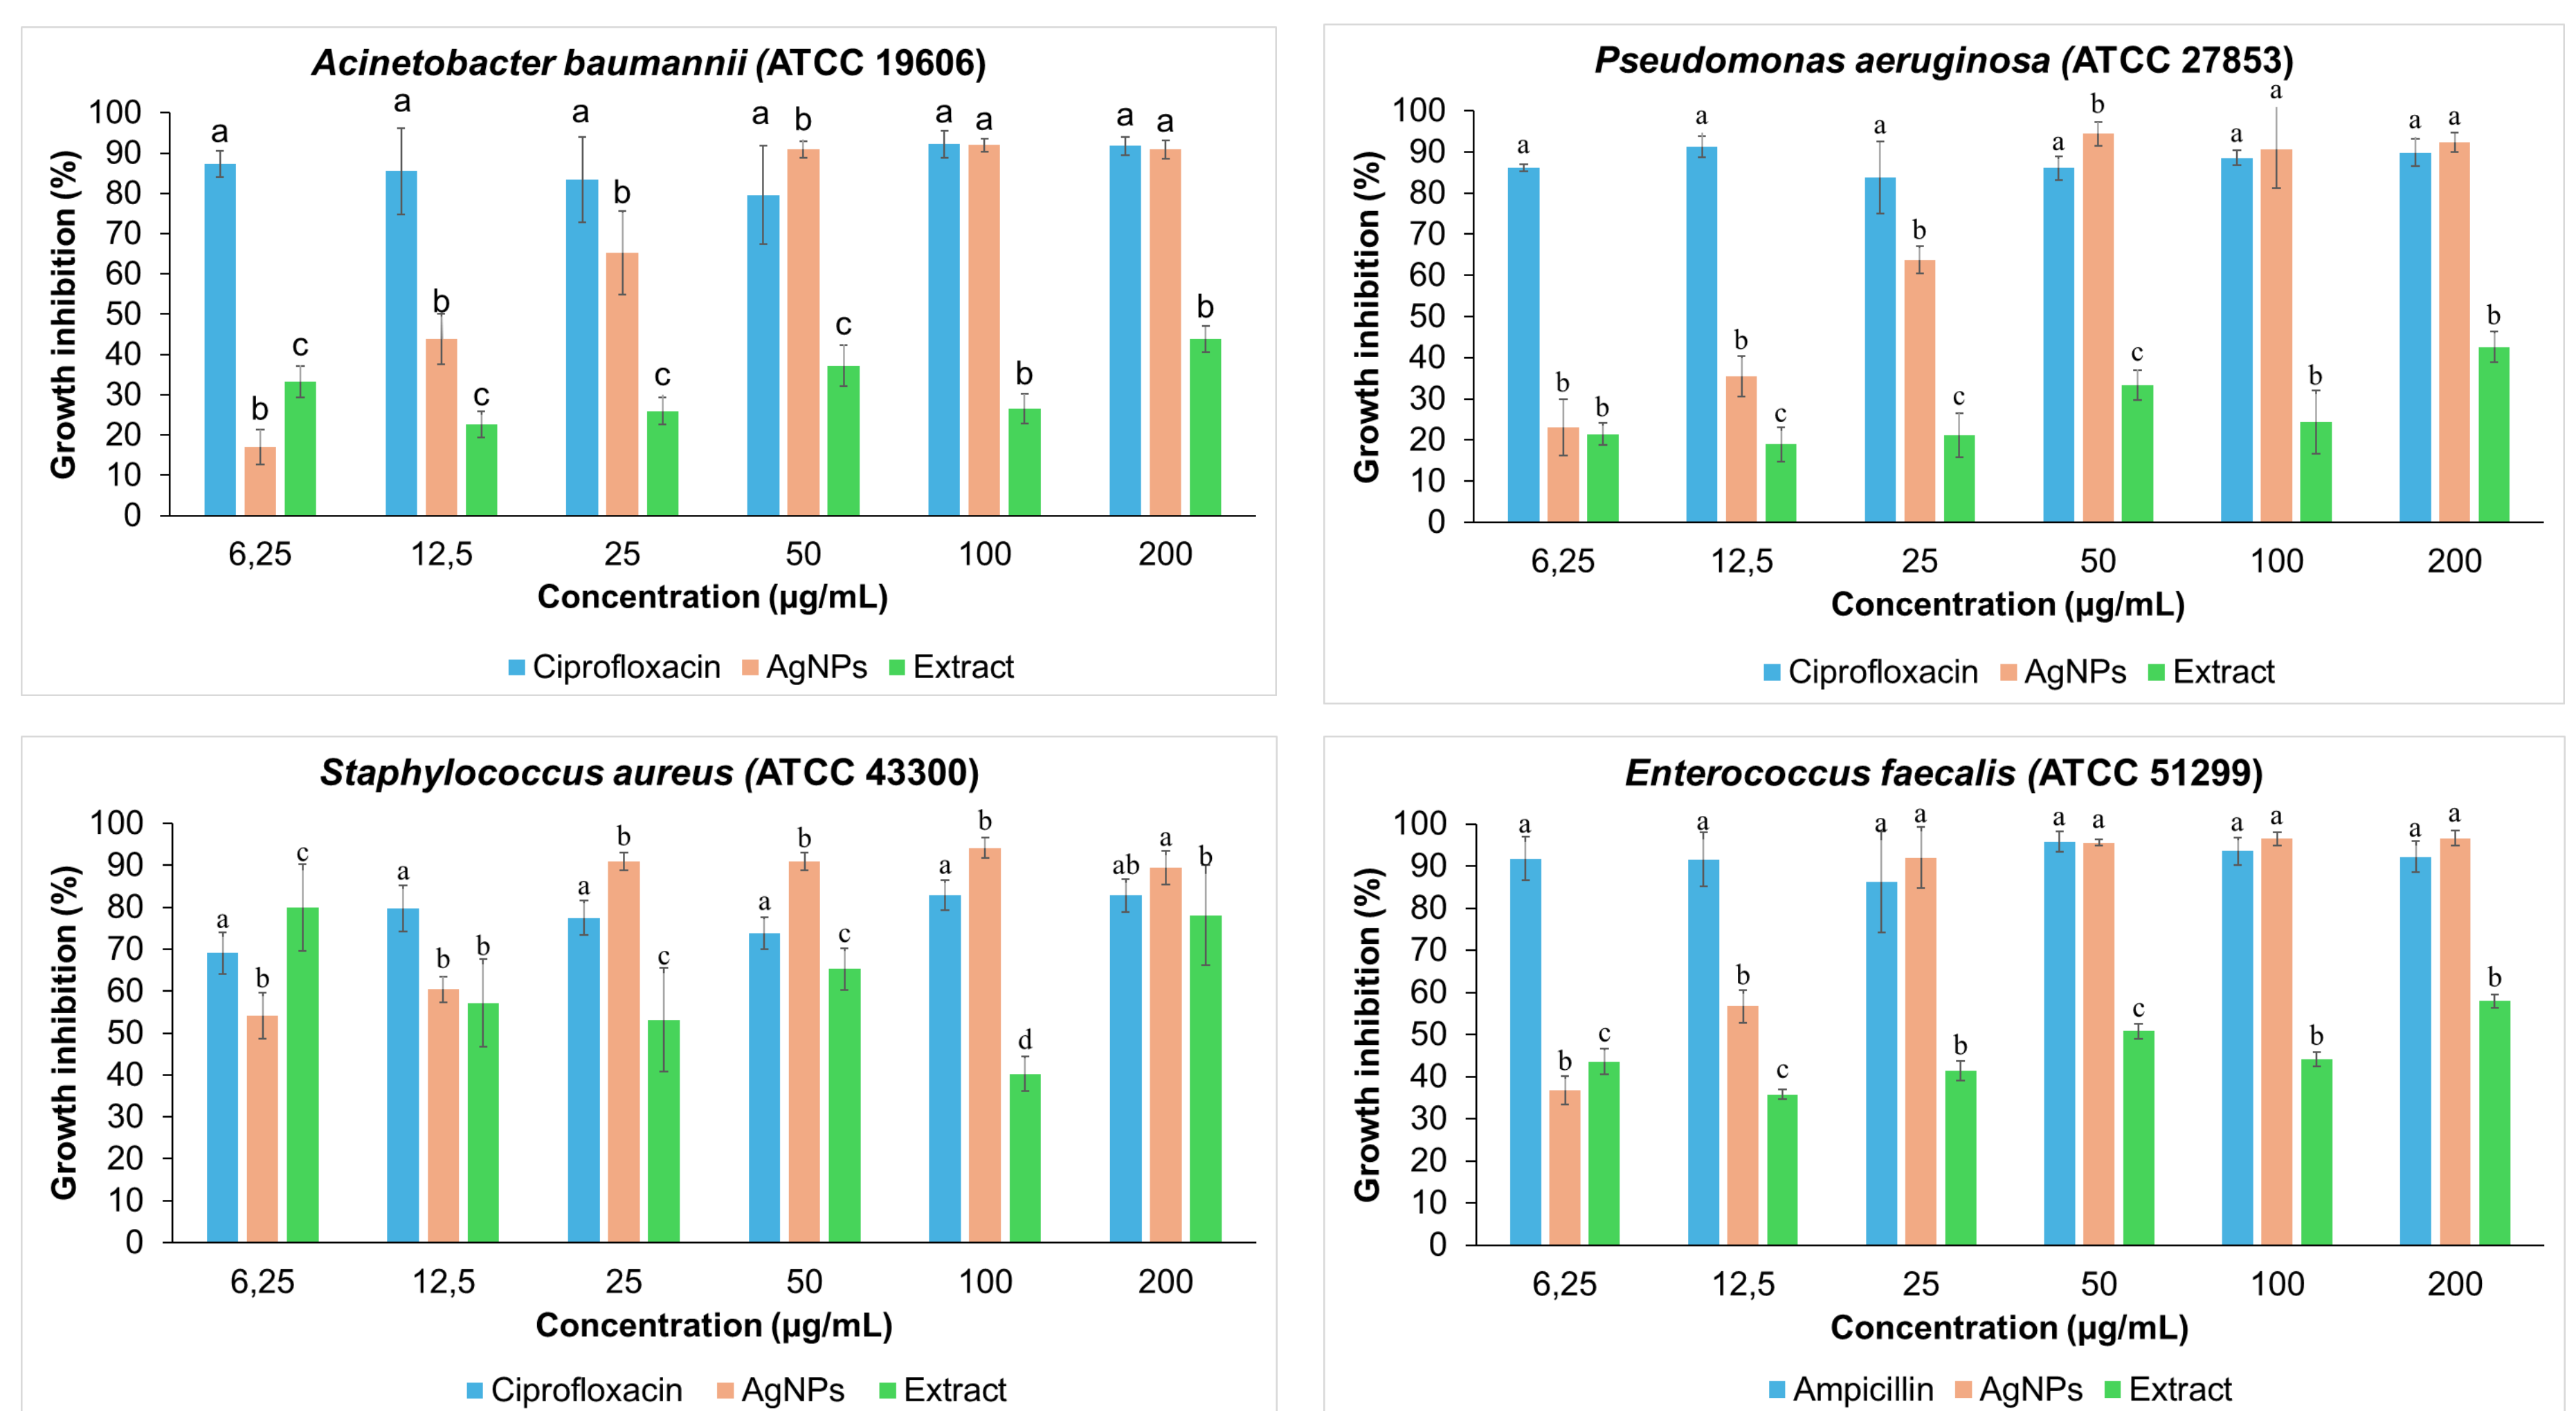 Acinetobacter baumannii (ATCC 19606)
Growth inhibition (%)
100
90
80
70
60
50
40
30
20
10
0
a b c
a b c
a b c
a b c
a a b
a a b
6,25 12,5 25 50 100 200
Concentration (µg/mL)
Ciprofloxacin AgNPs Extract
Pseudomonas aeruginosa (ATCC 27853)
Growth inhibition (%)
100
90
80
70
60
50
40
30
20
10
0
a b b
a b c
a b c
a b c
a a b
a a b
6,25 12,5 25 50 100 200
Concentration (µg/mL)
Ciprofloxacin AgNPs Extract
Staphylococcus aureus (ATCC 43300)
Growth inhibition (%)
100
90
80
70
60
50
40
30
20
10
0
a b c
a b b
a b c
a b c
a b d
ab a b
6,25 12,5 25 50 100 200
Concentration (µg/mL)
Ciprofloxacin AgNPs Extract
Enterococcus faecalis (ATCC 51299)
Growth inhibition (%)
100
90
80
70
60
50
40
30
20
10
0
a b c
a b c
a a b
a a c
a a b
a a b
6,25 12,5 25 50 100 200
Concentration (µg/mL)
Ampicillin AgNPs Extract